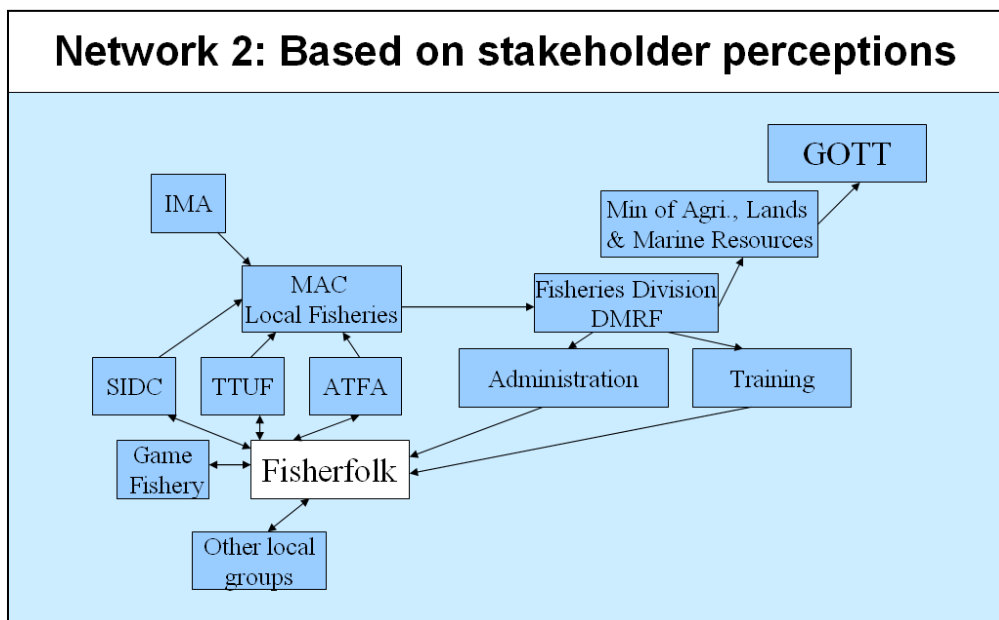 Network 2: Based on stakeholder perceptions
GOTT
IMA
Min of Agri., Lands
& Marine Resources
MAC
Local Fisheries
Fisheries Division
DMRF
SIDC
TTUF
ATFA
Administration
Training
Game
Fishery
Fisherfolk
Other local
groups